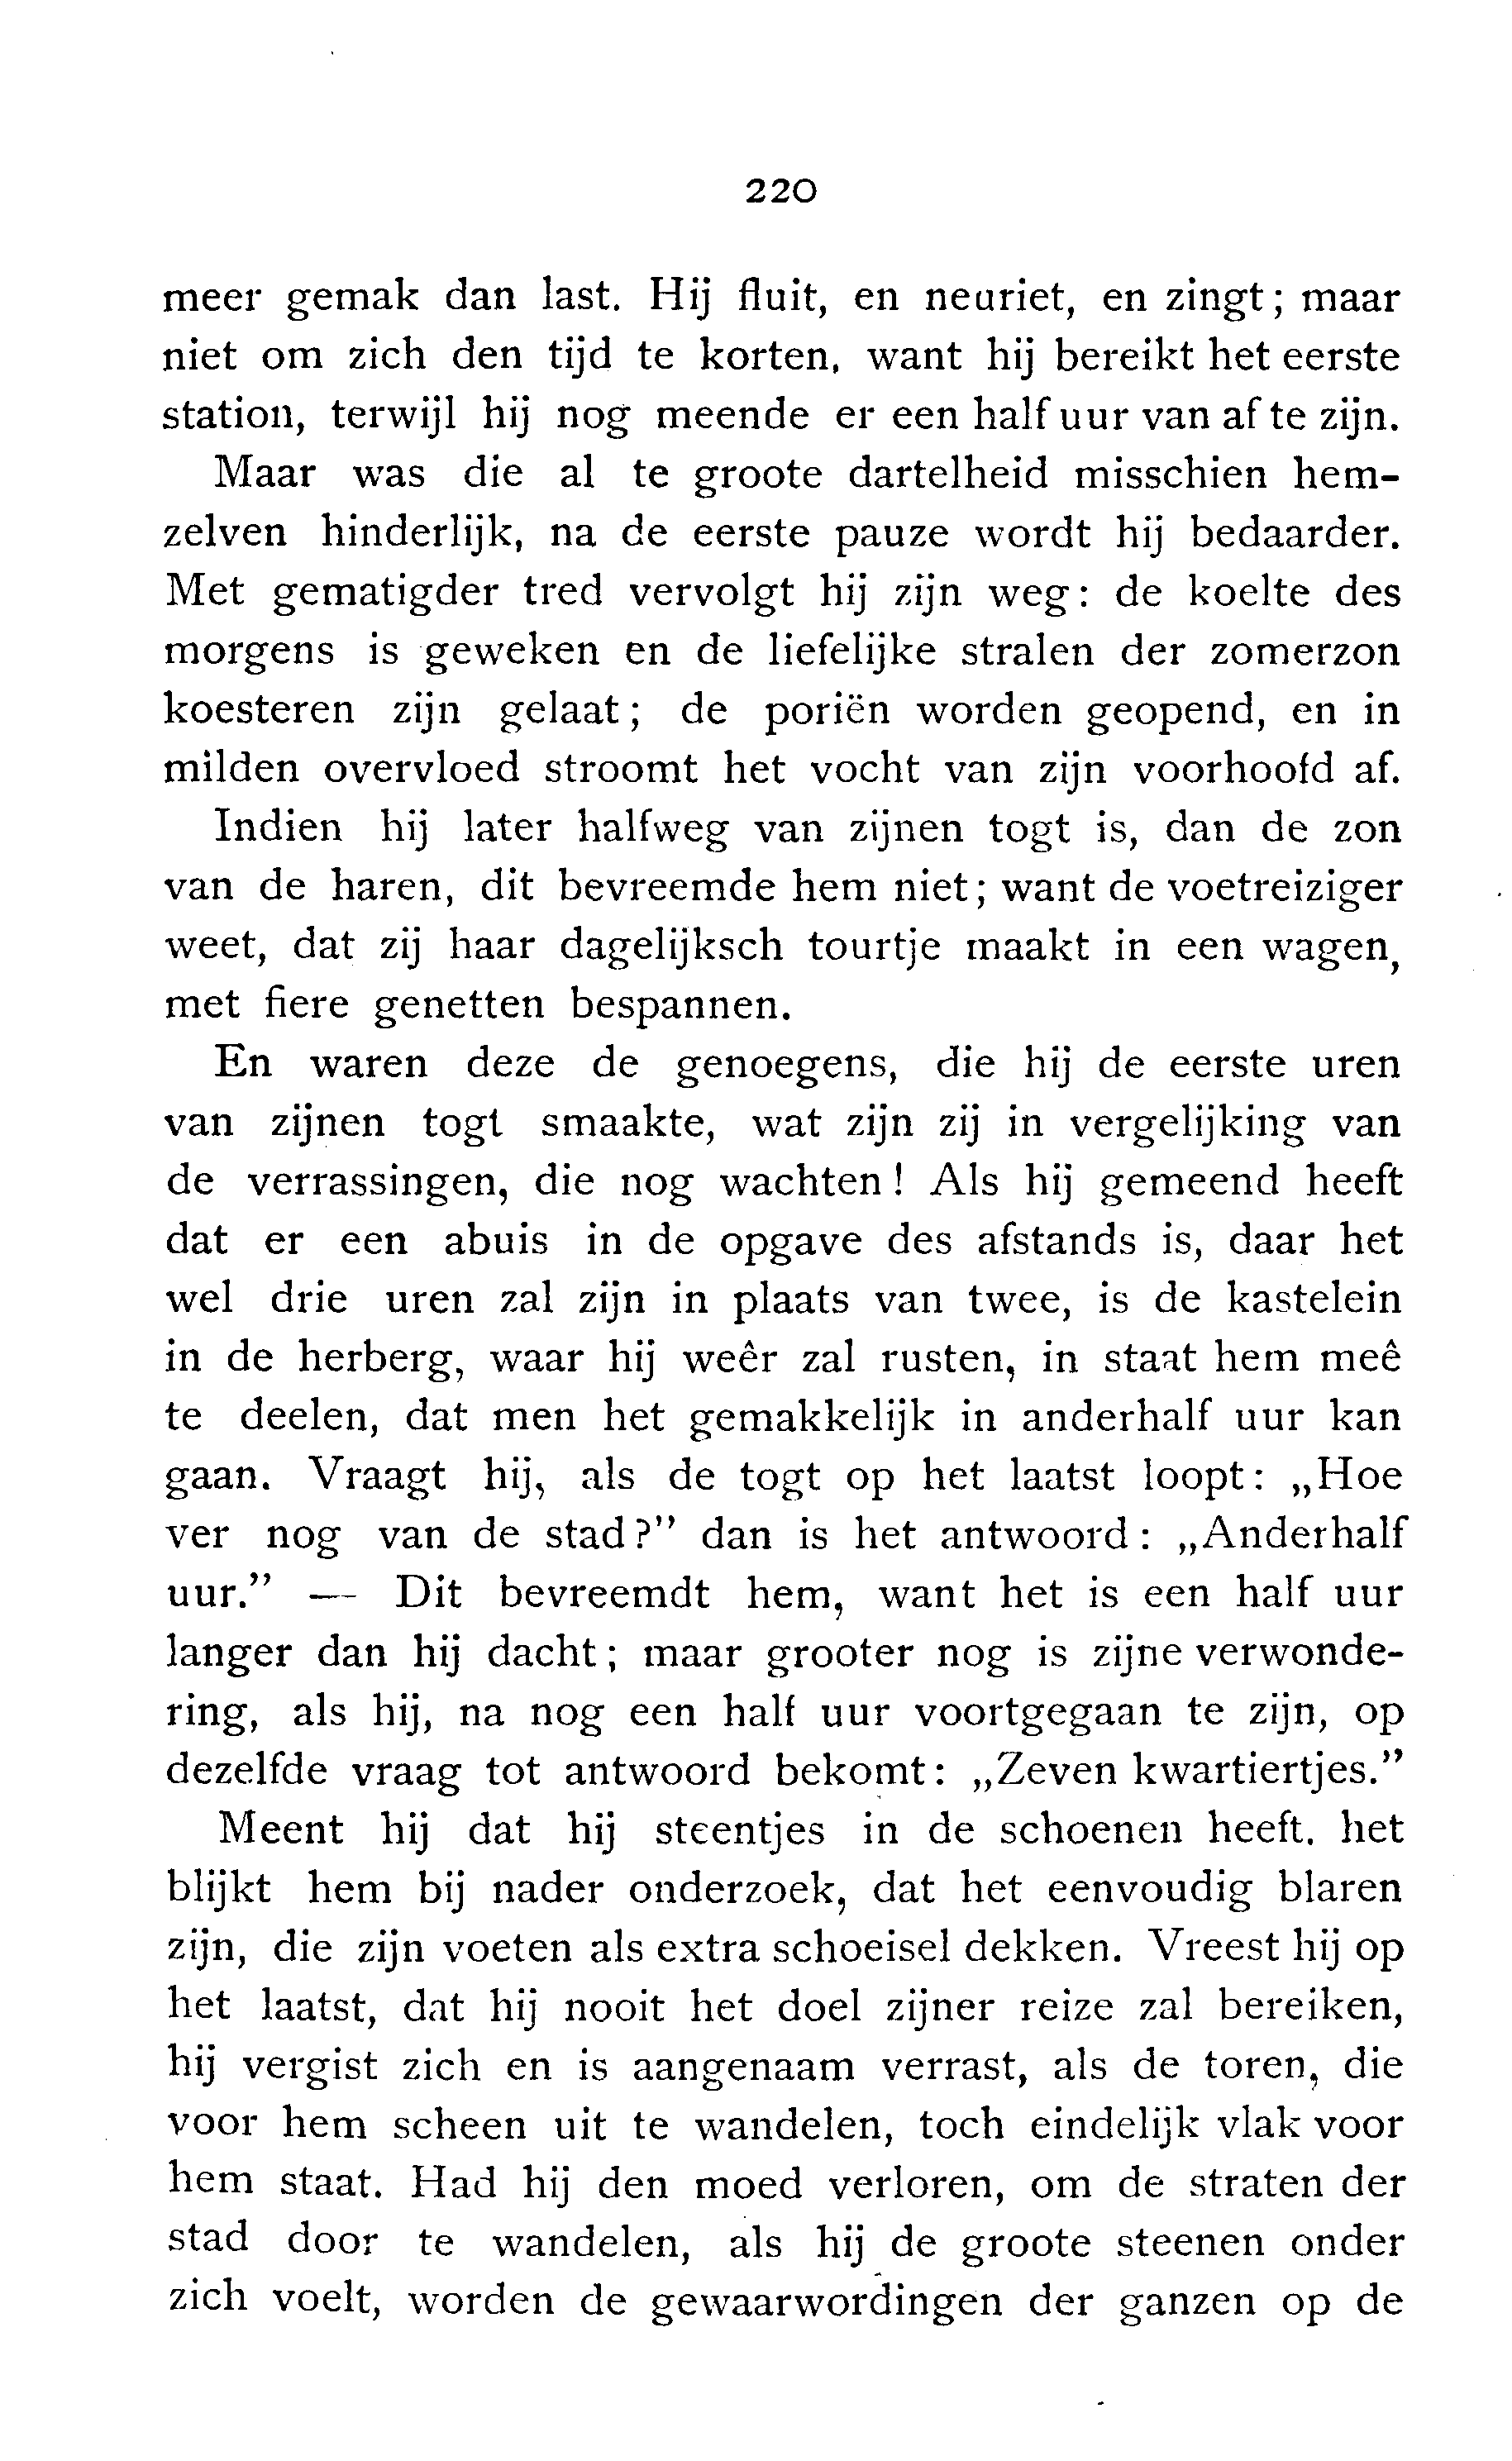 220
meer gemak dan last. Hij fluit, en neuriet, en zingt; maar
niet om zich den tijd te korten, want hij bereikt het eerste
station, terwijl hij nog meende er een half uur van af te zijn.
Maar was die al te groote dartelheid misschien hem-
zelven hinderlijk, na de eerste pauze wordt hij bedaarder.
Met gematigder tred vervolgt hij zijn weg: de koelte des
morgens is geweken en de liefelijke stralen der zomerzon
koesteren zijn gelaat; de poriën worden geopend, en in
milden overvloed stroomt het vocht van zijn voorhoofd af.
Indien hij later halfweg van zijnen togt is, dan de zon
van de haren, dit bevreemde hem niet; want de voetreiziger
weet, dat zij haar dagelijksch tourtje maakt in een wagen,
met fiere genetten bespannen.
En waren deze de genoegens, die hij de eerste uren
van zijnen togt smaakte, wat zijn zij in vergelijking van
de verrassingen, die nog wachten! Als hij gemeend heeft
dat er een abuis in de opgave des afstands is, daar het
wel drie uren zal zijn in plaats van twee, is de kastelein
in de herberg, waar hij weêr zal rusten, in staat hem meê
te deelen, dat men het gemakkelijk in anderhalf uur kan
gaan. Vraagt hij, als de togt op het laatst loopt: „Hoe
ver nog van de stad?” dan is het antwoord: „Anderhalf
uur.” — Dit bevreemdt hem, want het is een half uur
langer dan hij dacht; maar grooter nog is zijne verwonde-
ring, als hij, na nog een half uur voortgegaan te zijn, op
dezelfde vraag tot antwoord bekomt: „Zeven kwartiertjes.”
Meent hij dat hij steentjes in de schoenen heeft. het
blijkt hem bij nader onderzoek, dat het eenvoudig blaren
zijn, die zijn voeten als extra schoeisel dekken. Vreest hij op
het laatst, dat hij nooit het doel zijner reize zal bereiken,
hij vergist zich en is aangenaam verrast, als de toren, die
voor hem scheen uit te wandelen, toch eindelijk vlak voor
hem staat. Had hij den moed verloren, om de straten der
stad door te wandelen, als hij de groote steenen onder
zich voelt, worden de gewaarwordingen der ganzen op de